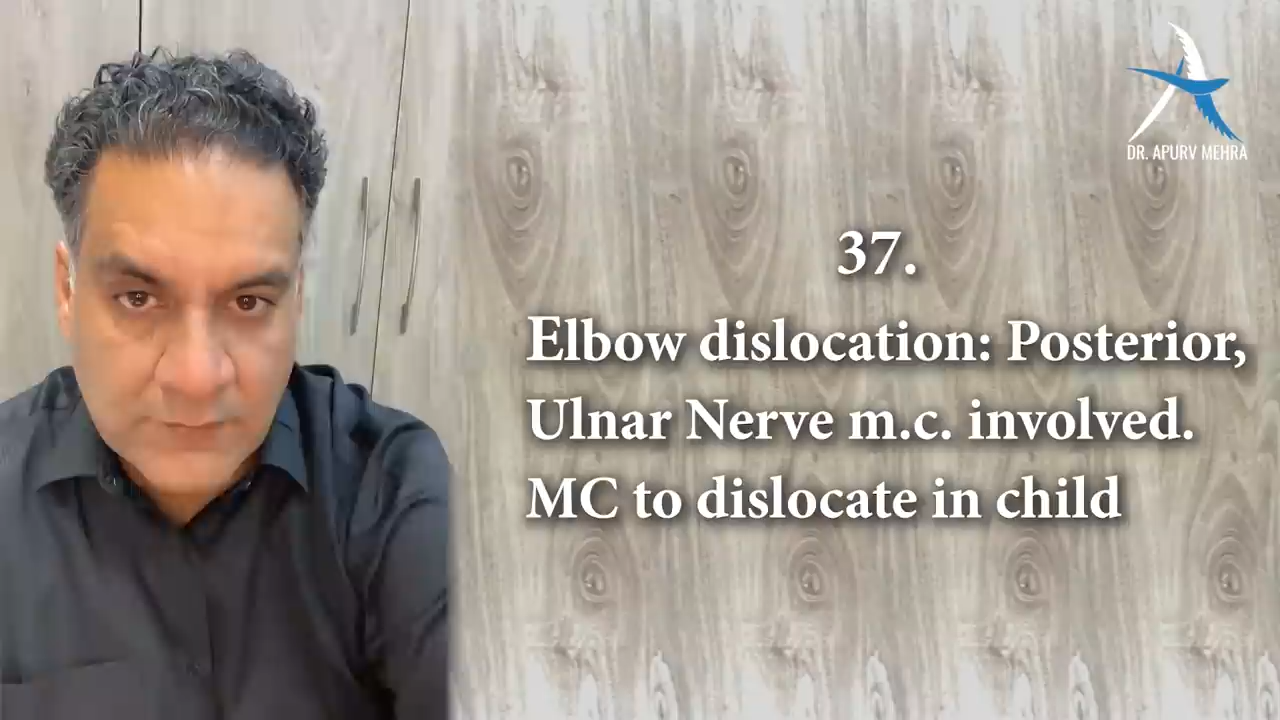 DR. APURV MEHRA
37.
Elbow dislocation: Posterior,
Ulnar Nerve m.c. involved.
MC to dislocate in child